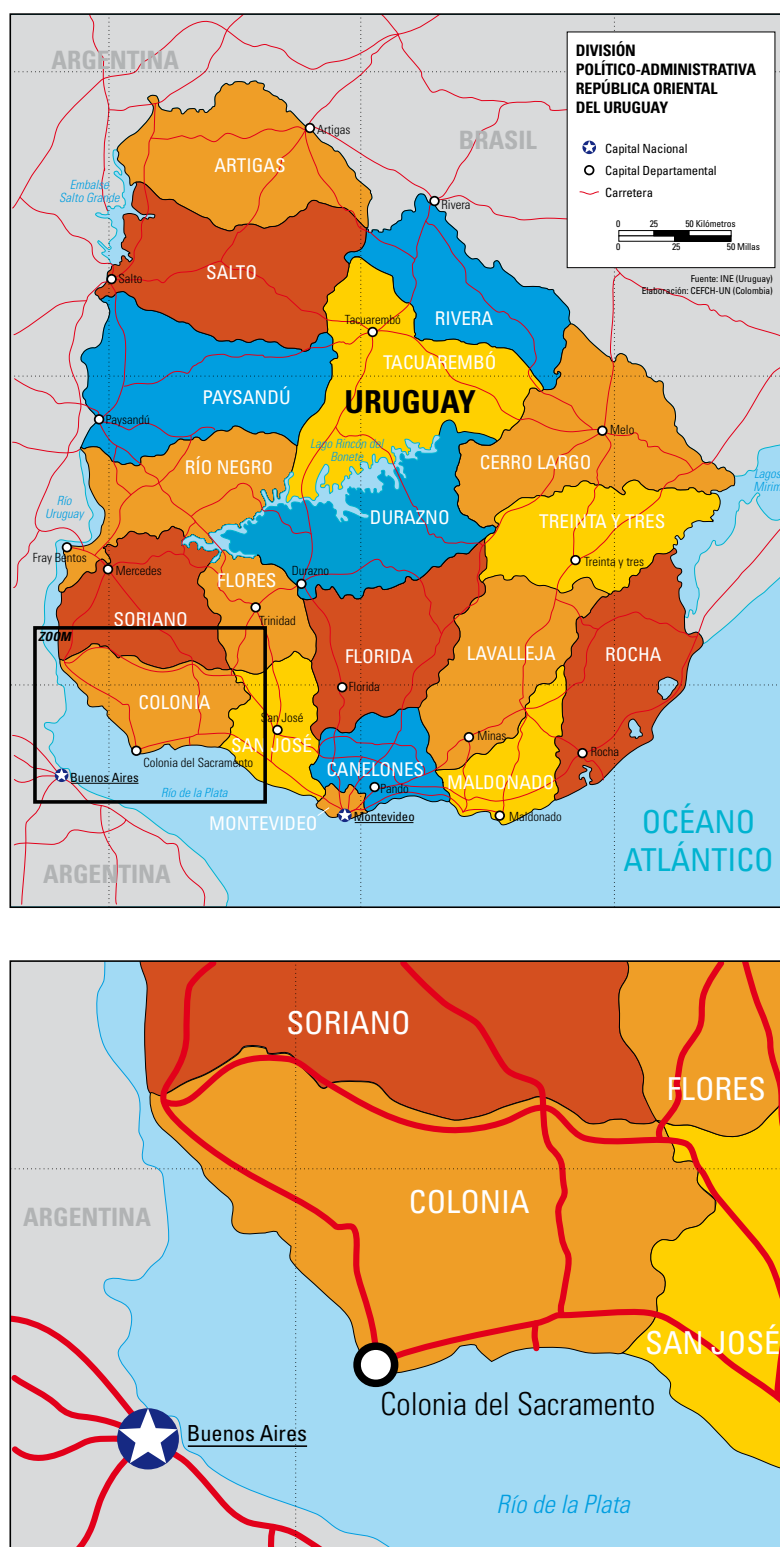 ARGENTINA
DIVISIÓN
POLÍTICO-ADMINISTRATIVA
REPÚBLICA ORIENTAL
DEL URUGUAY
Capital Nacional
Capital Departamental
Carretera
0 25 50 Kilómetros
0 25 50 Millas
Fuente: INE (Uruguay)
Elaboración: CEFCH-UN (Colombia)
BRASIL
Artigas
ARTIGAS
Embalse
Salto Grande
Rivera
Salto
SALTO
RIVERA
Tacuarembó
TACUAREMBÓ
PAYSANDÚ
URUGUAY
Paysandú
Melo
Lago Rincón del
Bonete
RÍO NEGRO
CERRO LARGO
Lagos
Mirim
Río
Uruguay
DURAZNO
TREINTA Y TRES
Fray Bentos
Mercedes
FLORES
Durazno
Treinta y tres
SORIANO
Trinidad
ZOOM
FLORIDA
LAVALLEJA
ROCHA
Florida
COLONIA
San José
SAN JOSÉ
Minas
Rocha
Colonia del Sacramento
CANELONES
MALDONADO
Buenos Aires
Pando
Río de la Plata
MONTEVIDEO
Montevideo
Maldonado
OCÉANO
ATLÁNTICO
ARGENTINA
SORIANO
FLORES
COLONIA
ARGENTINA
SAN JOSÉ
Colonia del Sacramento
Buenos Aires
Río de la Plata